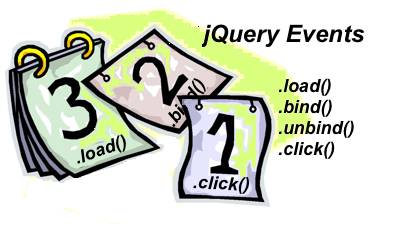 jQuery Events
.load()
.bind()
.unbind()
.click()
3
.load()
2
bind()
1
.click()